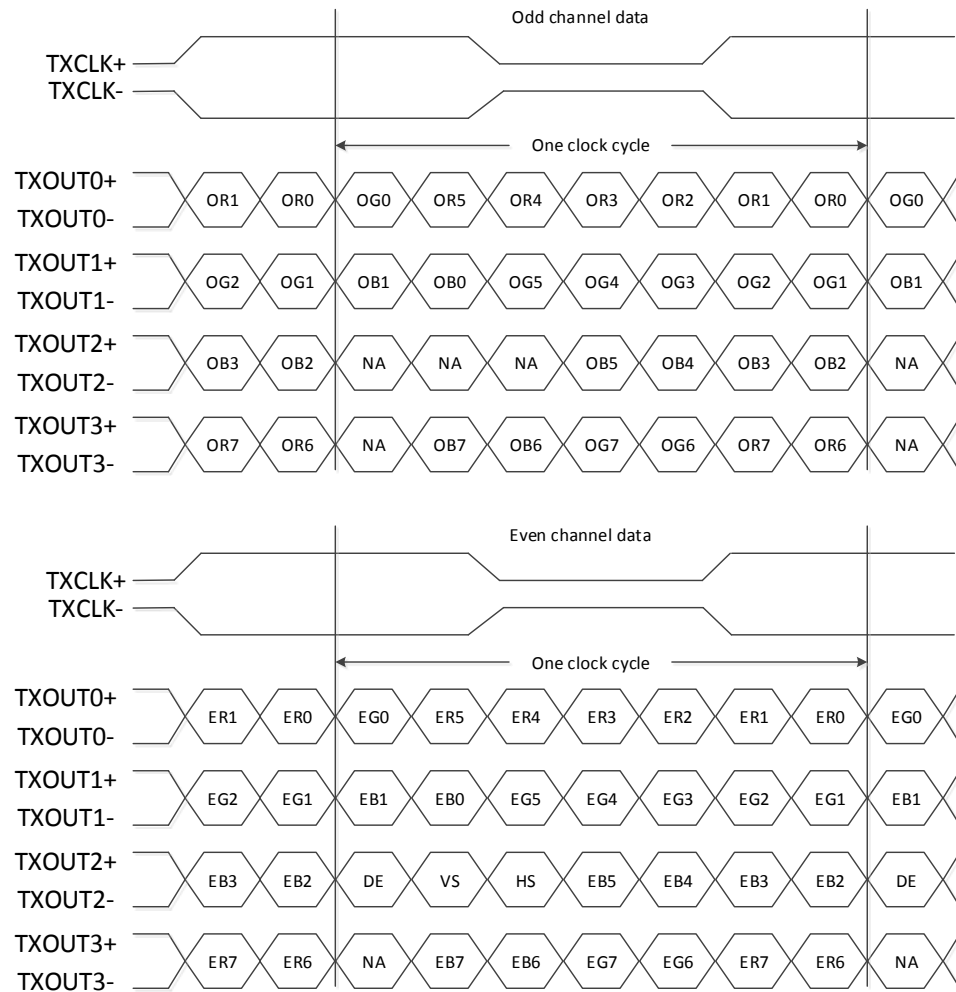 Odd channel data
TXCLK+
TXCLK-
One clock cycle
TXOUT0+
OR1 OR0 OG0 OR5 OR4 OR3 OR2 OR1 OR0 OG0
TXOUT0-
TXOUT1+
OG2 OG1 OB1 OB0 OG5 OG4 OG3 OG2 OG1 OB1
TXOUT1-
TXOUT2+
OB3 OB2 NA NA NA OB5 OB4 OB3 OB2 NA
TXOUT2-
TXOUT3+
OR7 OR6 NA OB7 OB6 OG7 OG6 OR7 OR6 NA
TXOUT3-
Even channel data
TXCLK+
TXCLK-
One clock cycle
TXOUT0+
ER1 ER0 EG0 ER5 ER4 ER3 ER2 ER1 ER0 EG0
TXOUT0-
TXOUT1+
EG2 EG1 EB1 EB0 EG5 EG4 EG3 EG2 EG1 EB1
TXOUT1-
TXOUT2+
EB3 EB2 DE VS HS EB5 EB4 EB3 EB2 DE
TXOUT2-
TXOUT3+
ER7 ER6 NA EB7 EB6 EG7 EG6 ER7 ER6 NA
TXOUT3-